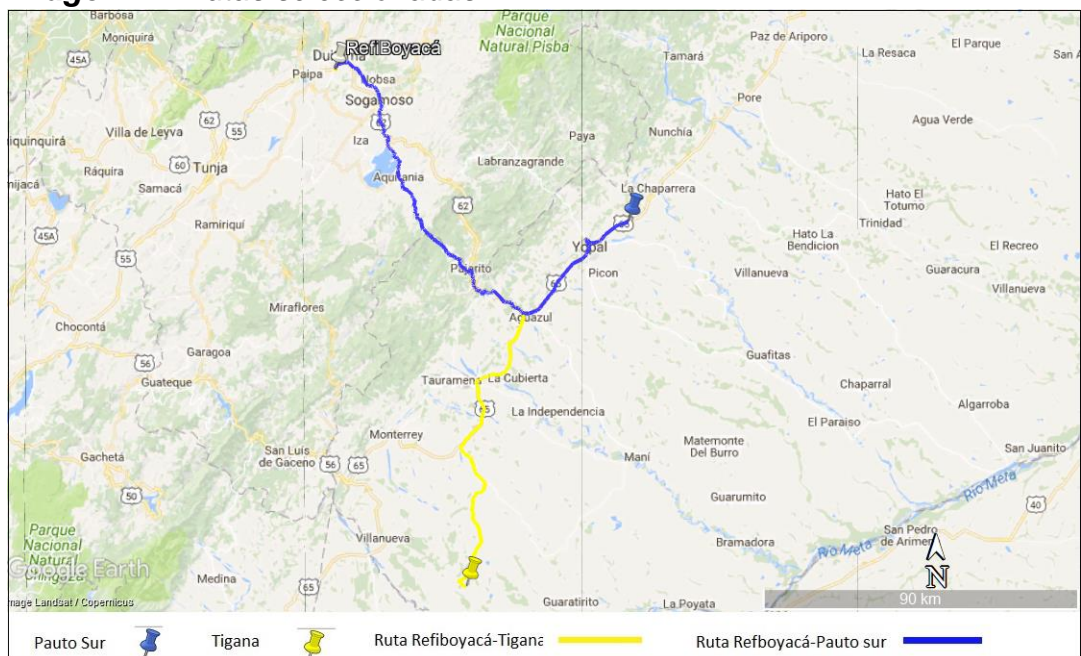 Barbosa
Moniquirá
Parque
Nacional
Natural Pisba
Paz de Ariporo
El Parque
45A
RefiBoyacá
Tamará
La Resaca
Paipa
Sogamoso
Pore
Agua Verde
62
55
Villa de Leyva
Iza
Paya
Nunchía
60
Tunja
Labranzagrande
Ráquira
Samacá
Aquitania
La Chaparrera
Hato El
Totumo
Ramiriquí
62
Trinidad
45A
Yopal
Hato La
Bendicion
El Recreo
55
Pajarito
Picon
Villanueva
Guaracura
65
Villanueva
Miraflores
Aguazul
Chocontá
Garagoa
Guafitas
56
Guateque
Tauramena
La Cubierta
Chaparral
65
La Independencia
Algarroba
El Paraiso
Monterrey
Matemonte
Del Burro
San Juanito
Gachetá
San Luis
de Gaceno
56
65
Maní
Rio Meta
50
Guarumito
40
Parque
Nacional
Villanueva
Bramadora
San Pedro
de Arimena
Rio Meta
Google Earth
Medina
N
65
Guaratirito
La Poyata
90 km
mage Landsat / Copernicus
Pauto Sur Tigana Ruta Refiboyacá-Tigana Ruta Refboyacá-Pauto sur